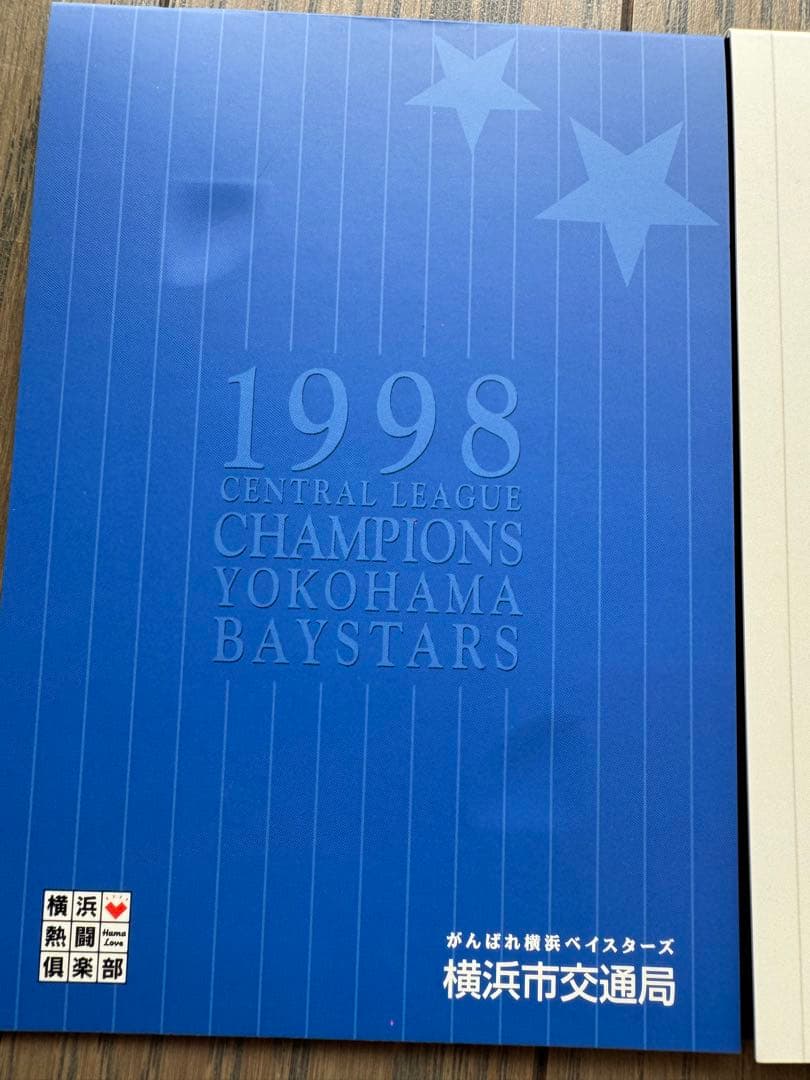 1998
CENTRAL LEAGUE
CHAMPIONS
YOKOHAMA
BAYSTARS
横浜
熱闘 Hama Love
倶楽部
がんばれ横浜ベイスターズ
横浜市交通局